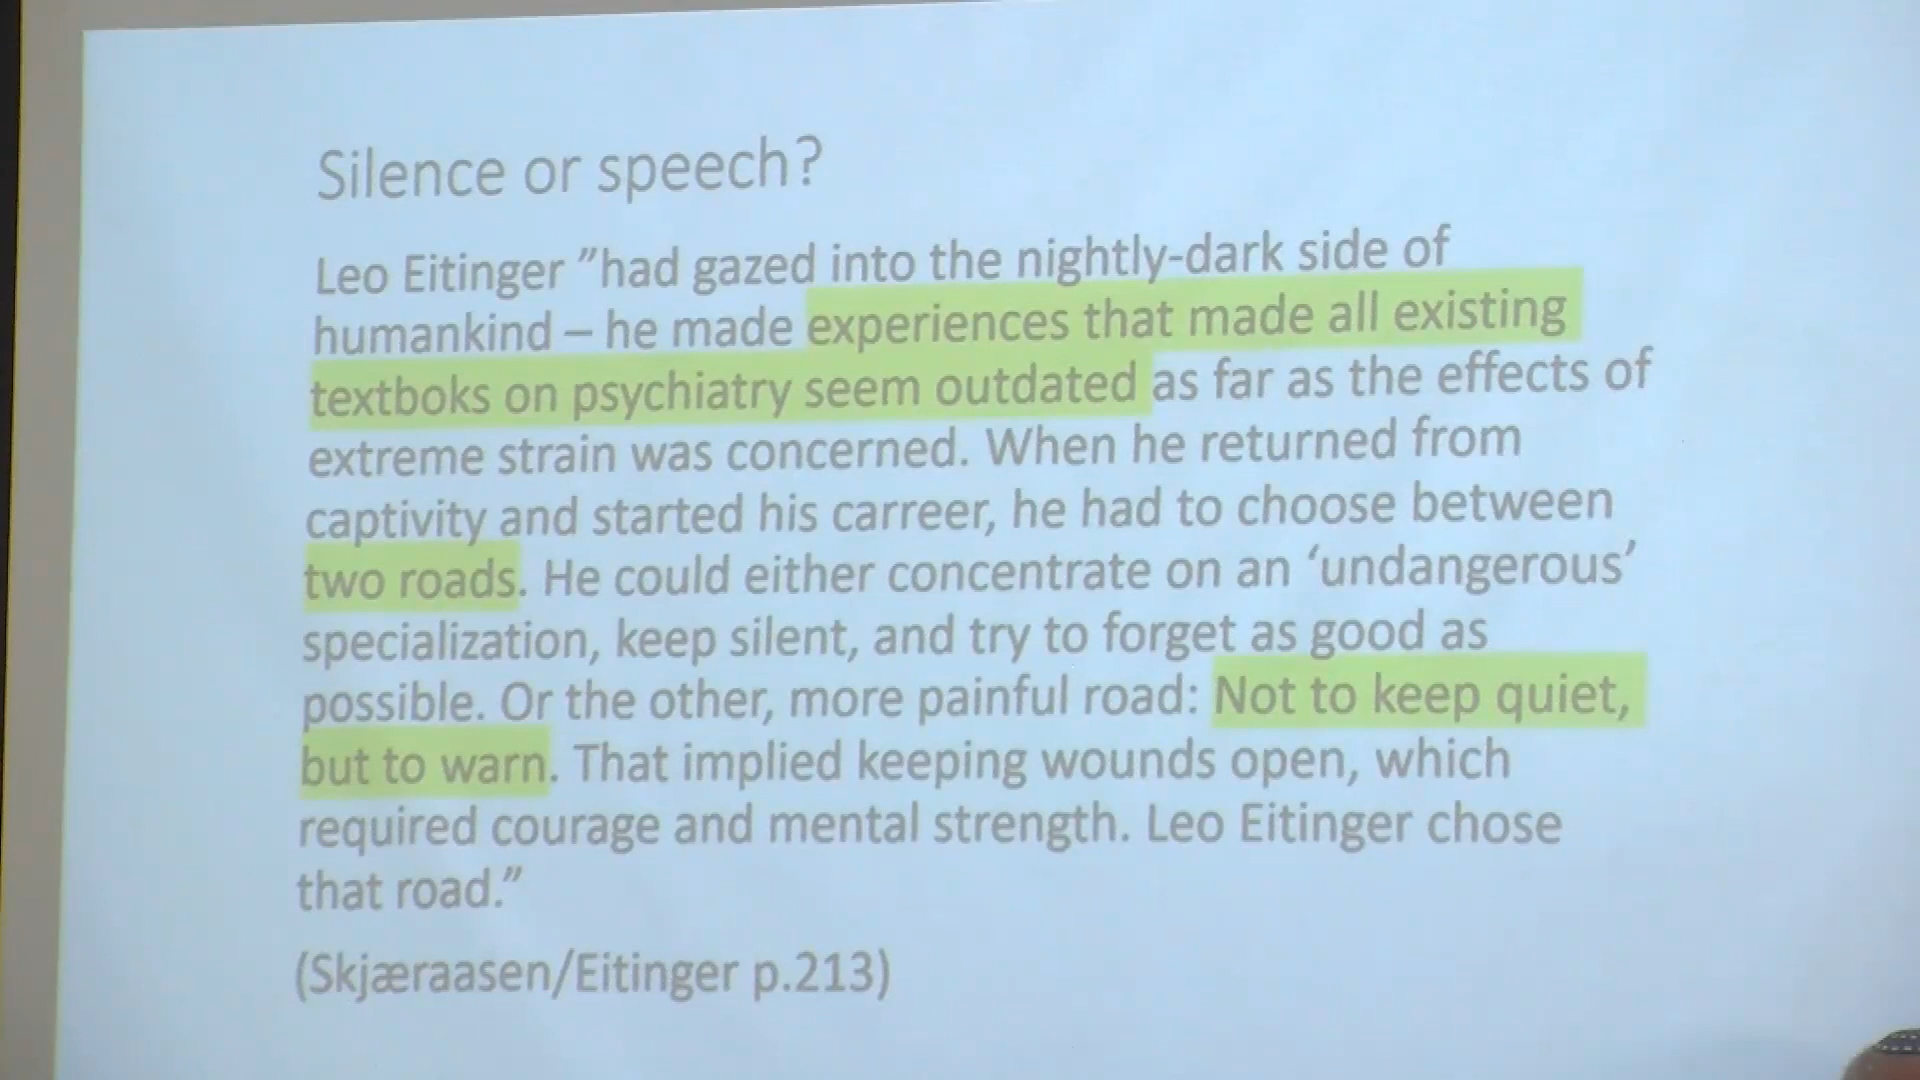 Silence or speech?
Leo Eitinger ”had gazed into the nightly-dark side of
humankind – he made experiences that made all existing
textboks on psychiatry seem outdated as far as the effects of
extreme strain was concerned. When he returned from
captivity and started his carreer, he had to choose between
two roads. He could either concentrate on an ‘undangerous’
specialization, keep silent, and try to forget as good as
possible. Or the other, more painful road: Not to keep quiet,
but to warn. That implied keeping wounds open, which
required courage and mental strength. Leo Eitinger chose
that road.”
(Skjæraasen/Eitinger p.213)